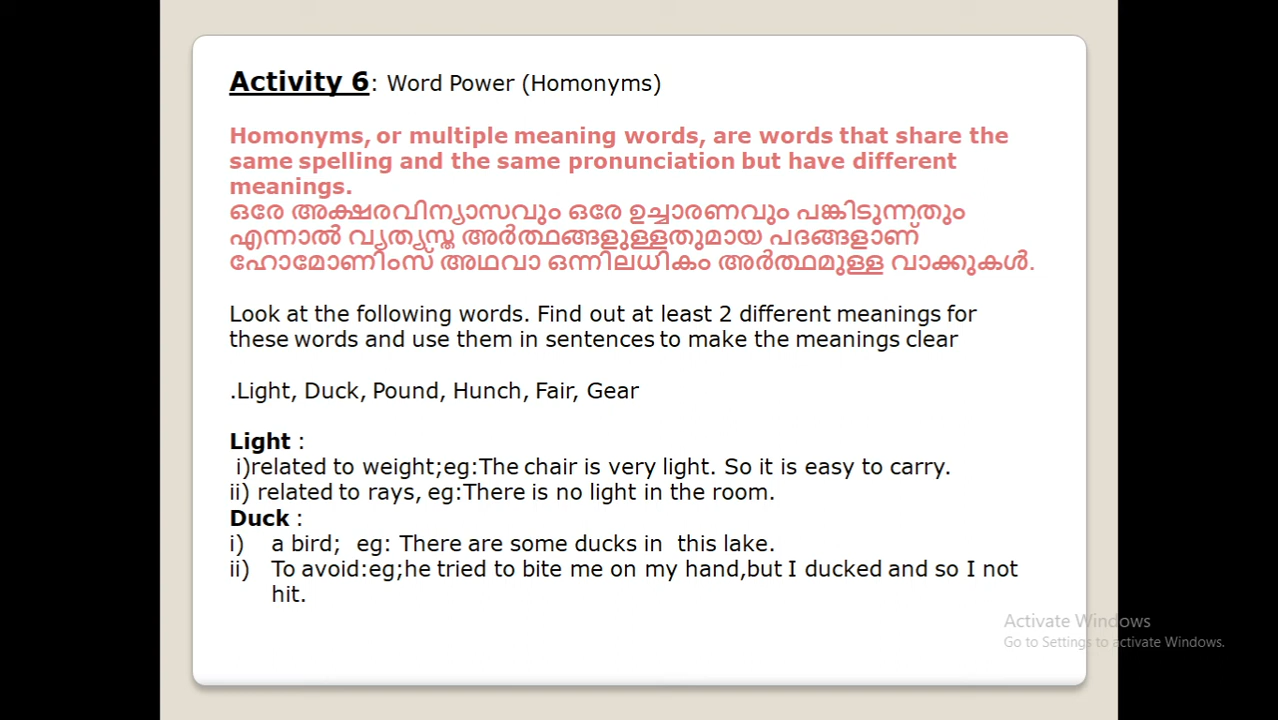 Activity 6: Word Power (Homonyms)
Homonyms, or multiple meaning words, are words that share the
same spelling and the same pronunciation but have different
meanings.
ഒരേ അക്ഷരവിന്യാസവും ഒരേ ഉച്ചാരണവും പങ്കിടുന്നതും
എന്നാൽ വ്യത്യസ്ത അർത്ഥങ്ങളുള്ളതുമായ പദങ്ങളാണ്
ഹോമോണിംസ് അഥവാ ഒന്നിലധികം അർത്ഥമുള്ള വാക്കുകൾ.
Look at the following words. Find out at least 2 different meanings for
these words and use them in sentences to make the meanings clear
.Light, Duck, Pound, Hunch, Fair, Gear
Light :
i)related to weight;eg:The chair is very light. So it is easy to carry.
ii) related to rays, eg:There is no light in the room.
Duck :
i) a bird; eg: There are some ducks in this lake.
ii) To avoid:eg;he tried to bite me on my hand,but I ducked and so I not
hit.
Activate Windows
Go to Settings to activate Windows.